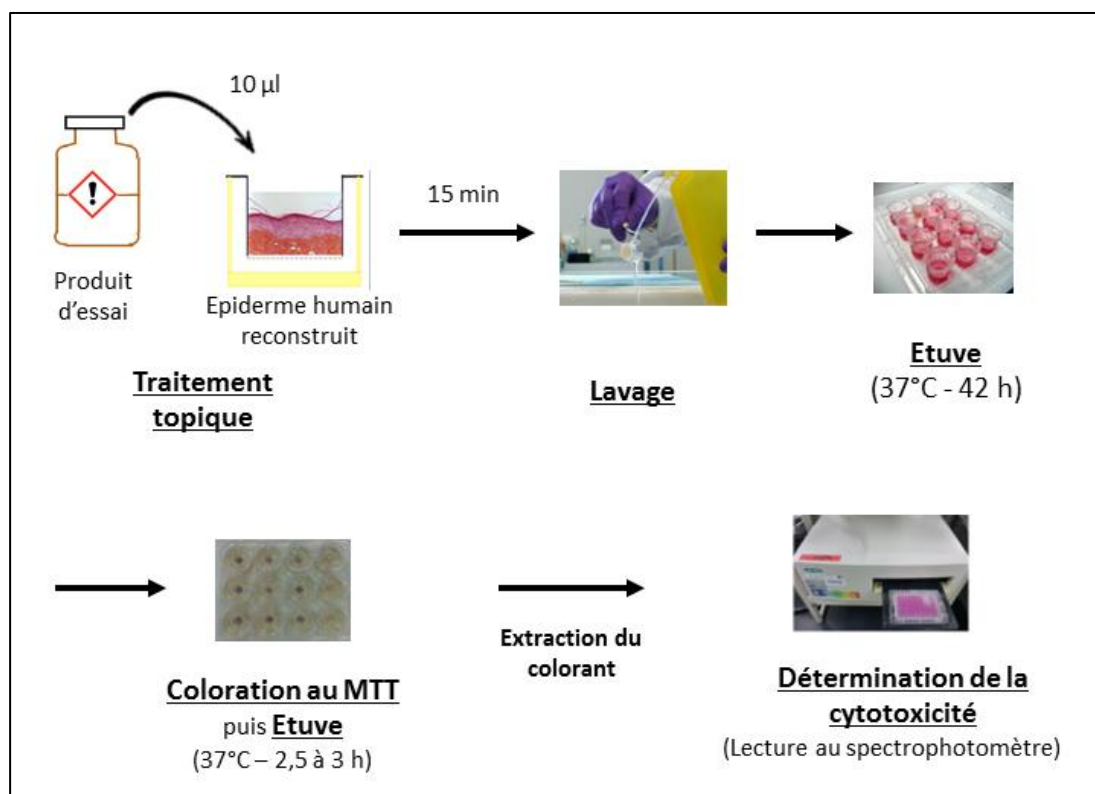 10 µl
15 min
Produit
d’essai
Epiderme humain
reconstruit
Traitement
topique
Lavage
Etuve
(37°C - 42 h)
Coloration au MTT
puis Etuve
(37°C – 2,5 à 3 h)
Extraction du
colorant
Détermination de la
cytotoxicité
(Lecture au spectrophotomètre)